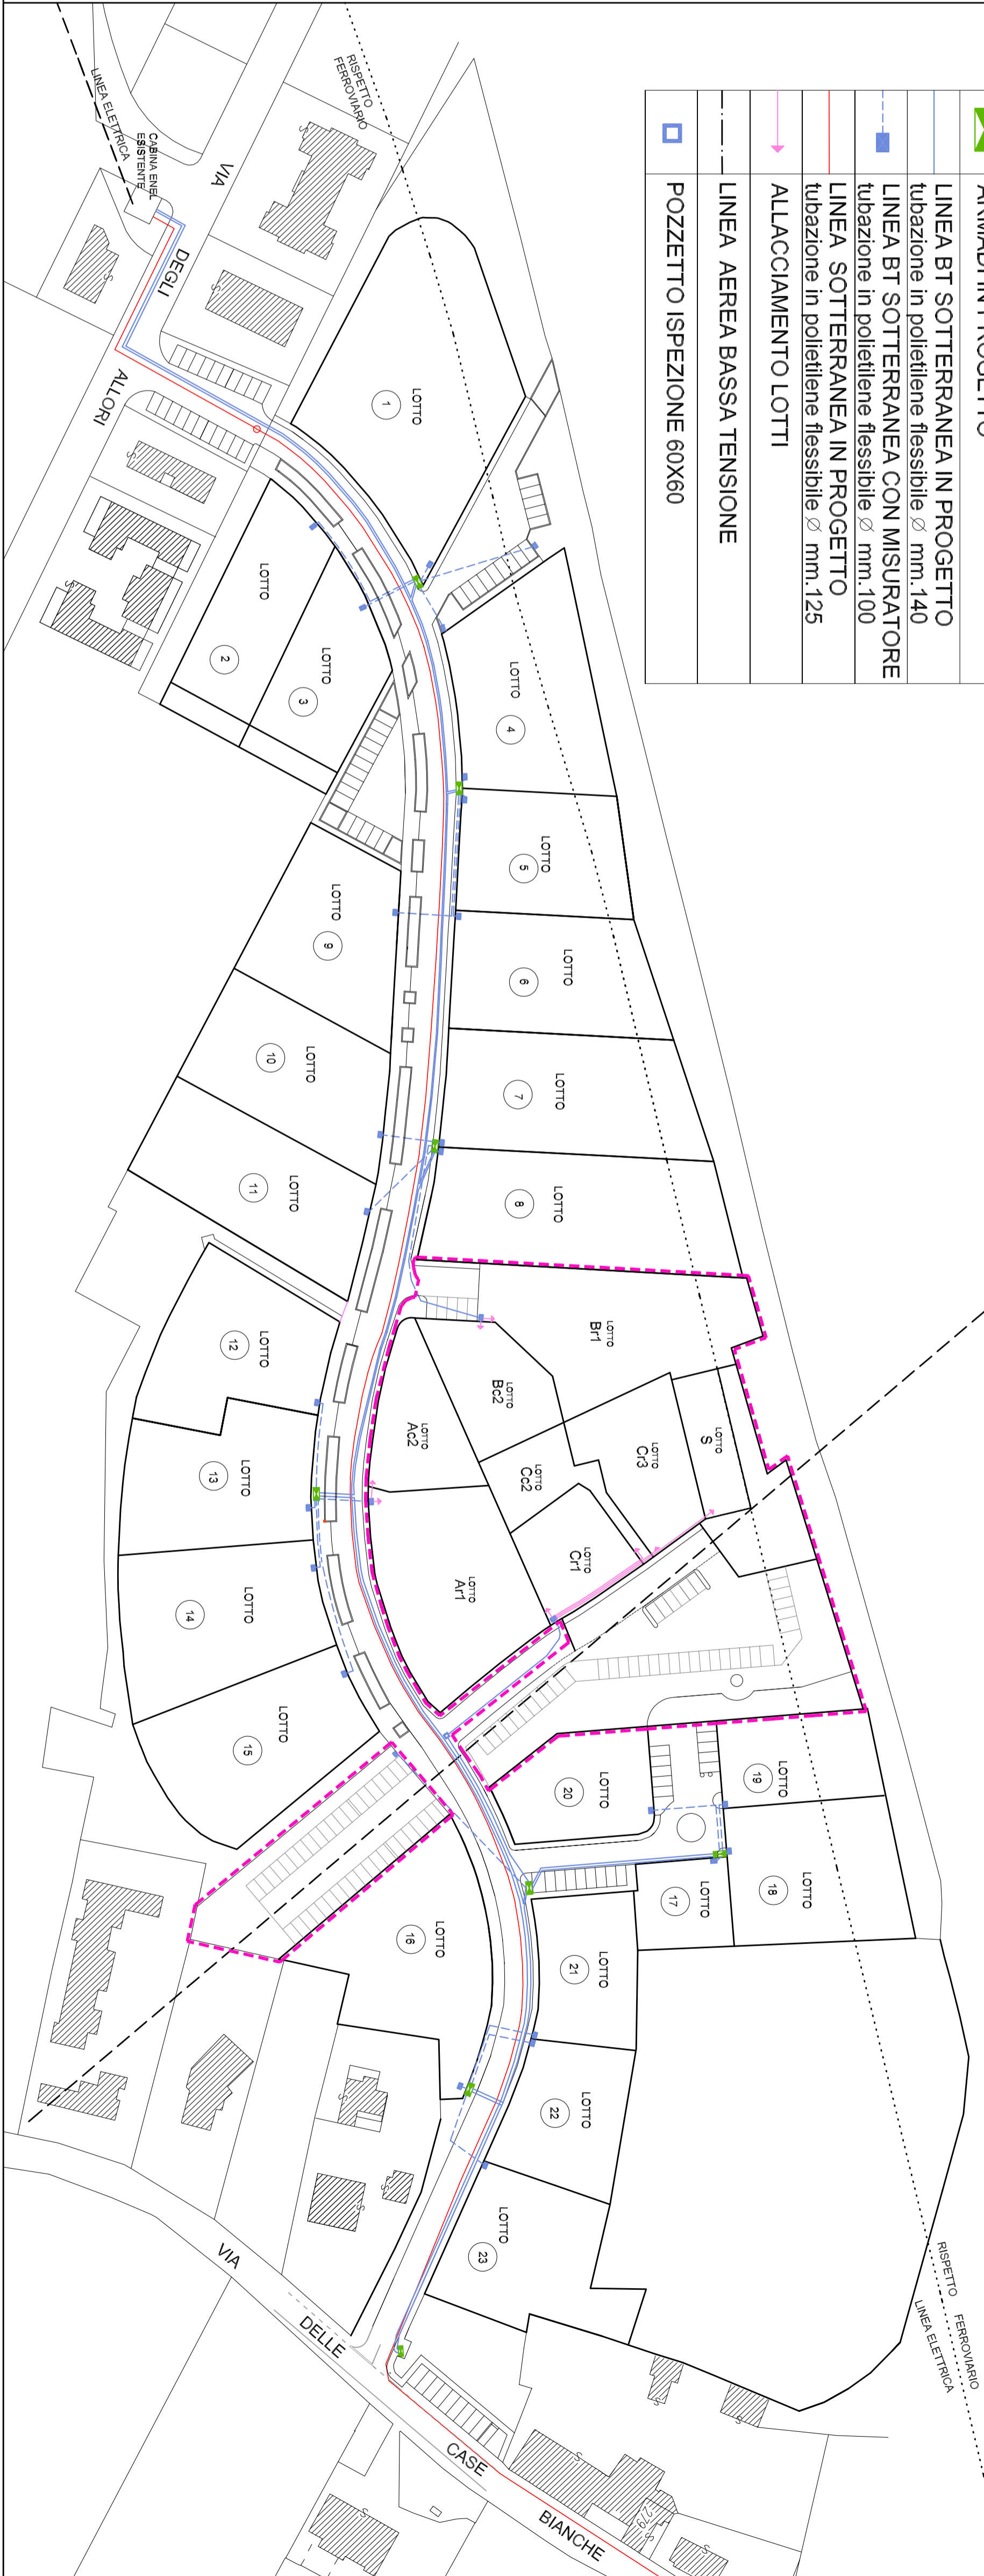 LINEA BT SOTTERRANEA IN PROGETTO
tubazione in polietilene flessibile Ø mm.140
LINEA BT SOTTERRANEA CON MISURATORE
tubazione in polietilene flessibile Ø mm.100
LINEA SOTTERRANEA IN PROGETTO
tubazione in polietilene flessibile Ø mm.125
ALLACCIAMENTO LOTTI
LINEA AEREA BASSA TENSIONE
POZZETTO ISPEZIONE 60X60
RISPETTO
FERROVIARIO
LINEA ELETTRICA
CABINA ENEL
ESISTENTE
VIA
DEGLI
ALLORI
LOTTO
1
LOTTO
2
LOTTO
3
LOTTO
4
LOTTO
5
LOTTO
6
LOTTO
7
LOTTO
8
LOTTO
9
LOTTO
10
LOTTO
11
LOTTO
12
LOTTO
13
LOTTO
14
LOTTO
15
LOTTO
16
LOTTO
Br1
LOTTO
Bc2
LOTTO
Ac2
LOTTO
S
LOTTO
Cr3
LOTTO
Cc2
LOTTO
Cr1
LOTTO
Ar1
LOTTO
19
LOTTO
20
LOTTO
18
LOTTO
17
LOTTO
21
LOTTO
22
LOTTO
23
RISPETTO FERROVIARIO
LINEA ELETTRICA
VIA
DELLE
CASE
BIANCHE